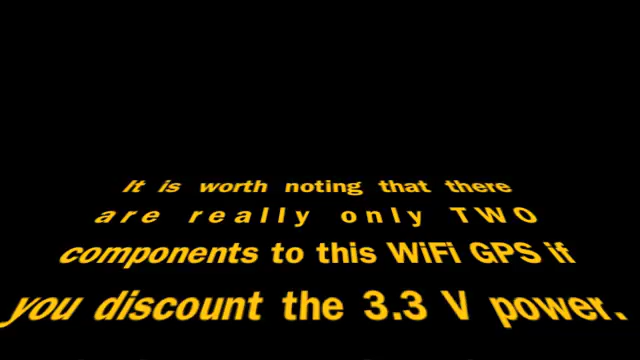 It is worth noting that there
are really only TWO
components to this WiFi GPS if
you discount the 3.3 V power.